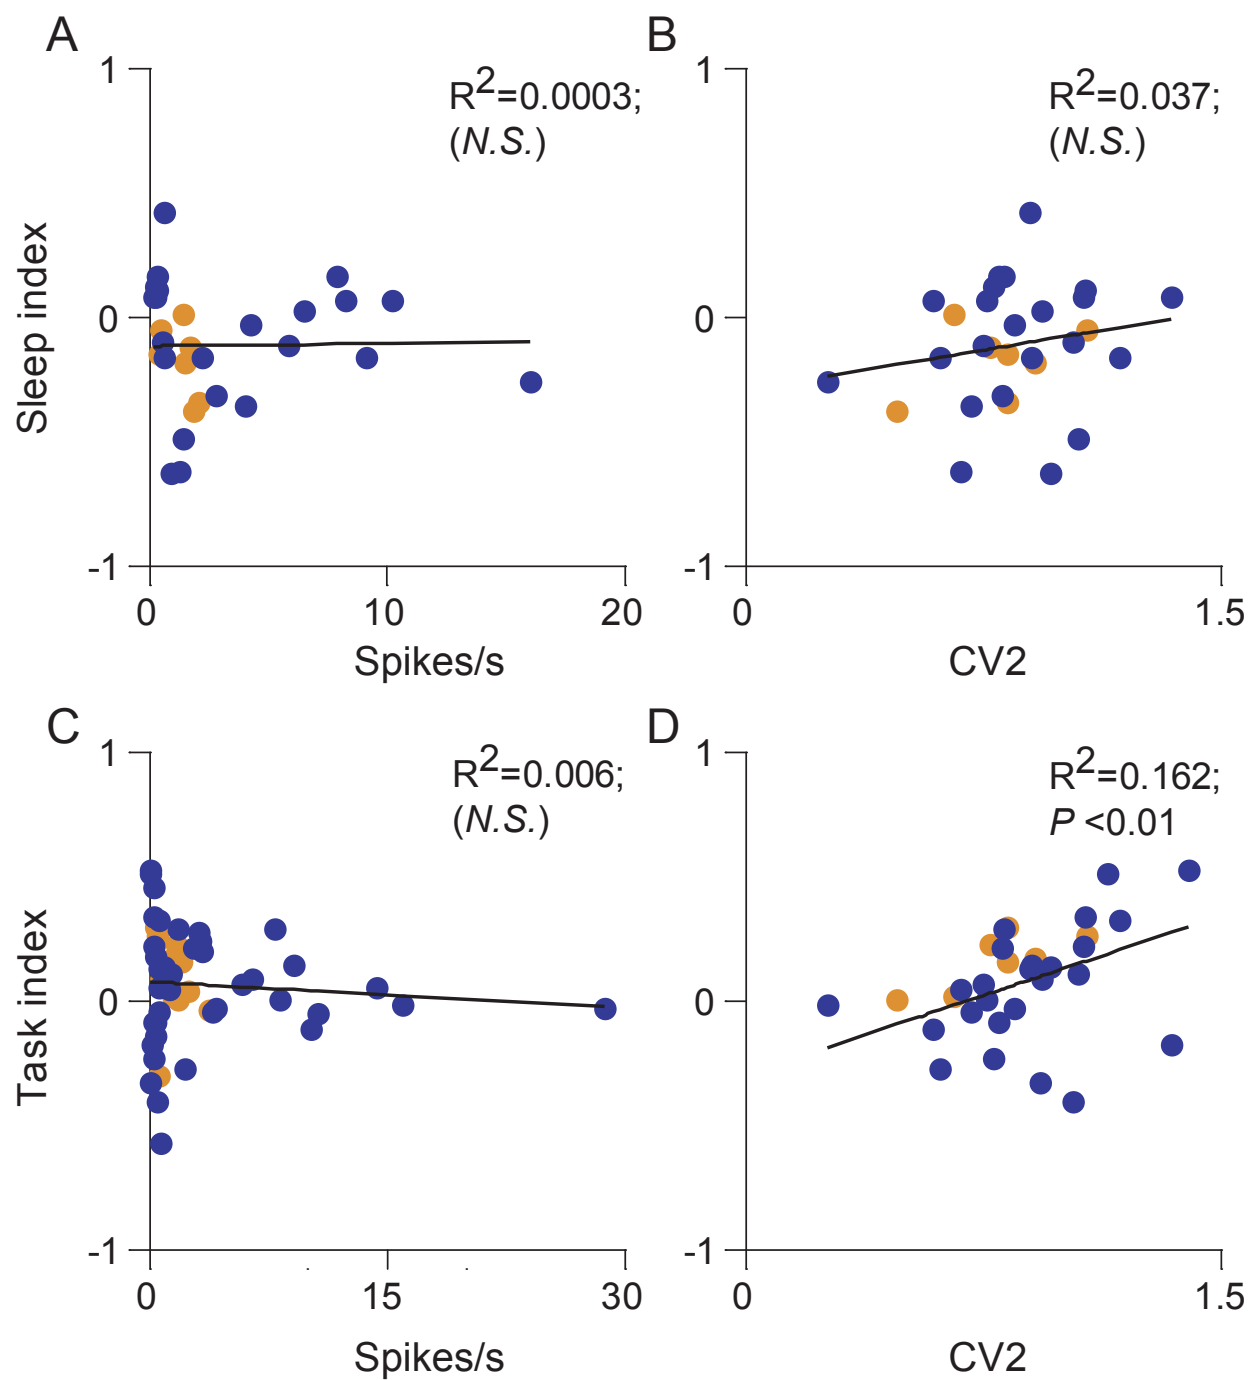 A
1
R2=0.0003;
(N.S.)
Sleep index
0
-1
0 10 20
Spikes/s
B
1
R2=0.037;
(N.S.)
0
-1
0 1.5
CV2
C
1
R2=0.006;
(N.S.)
Task index
0
-1
0 15 30
Spikes/s
D
1
R2=0.162;
P <0.01
0
-1
0 1.5
CV2